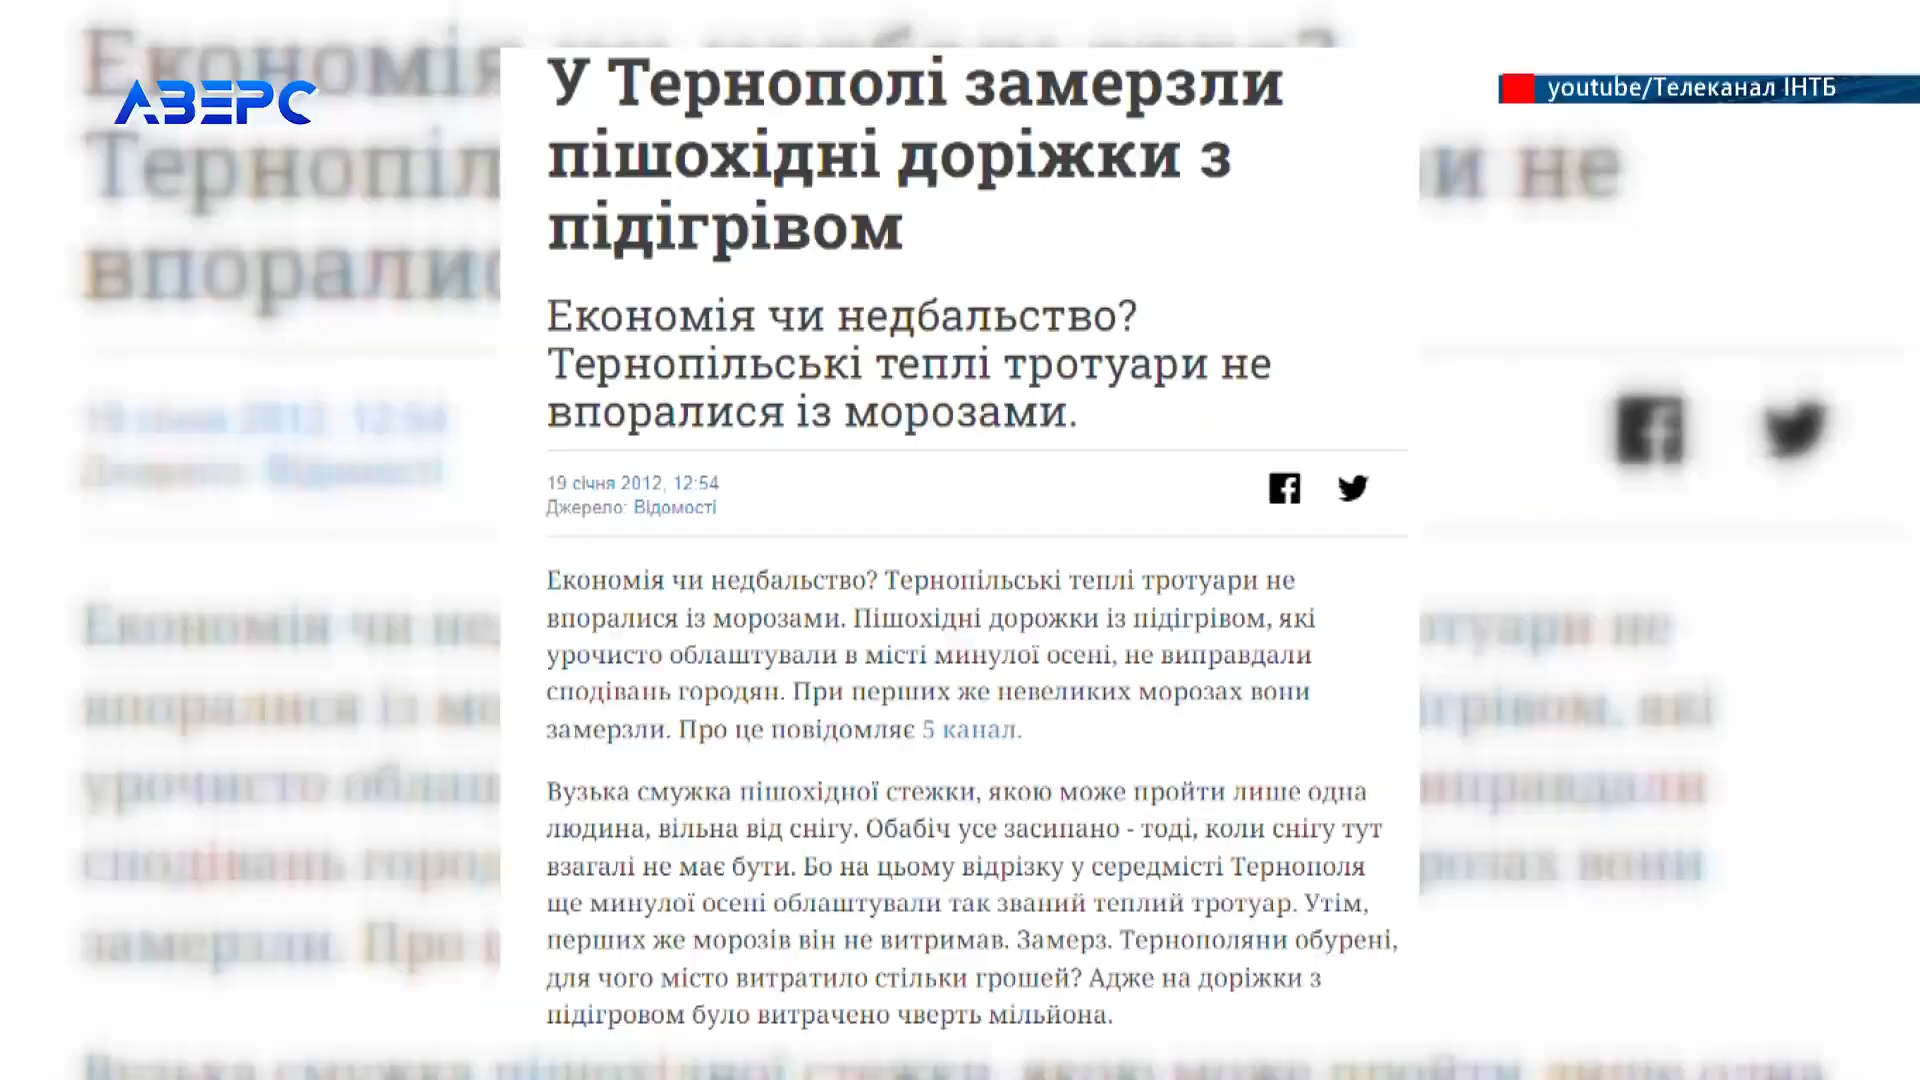 АВЕРС
youtube/Телеканал ІНТБ
У Тернополі замерзли
пішохідні доріжки з
підігрівом
Економія чи недбальство?
Тернопільські теплі тротуари не
впоралися із морозами.
19 січня 2012, 12:54
Джерело: Відомості
Економія чи недбальство? Тернопільські теплі тротуари не
впоралися із морозами. Пішохідні дорожки із підігрівом, які
урочисто облаштували в місті минулої осені, не виправдали
сподівань городян. При перших же невеликих морозах вони
замерзли. Про це повідомляє 5 канал.
Вузька смужка пішохідної стежки, якою може пройти лише одна
людина, вільна від снігу. Обабіч усе засипано - тоді, коли снігу тут
взагалі не має бути. Бо на цьому відрізку у середмісті Тернополя
ще минулої осені облаштували так званий теплий тротуар. Утім,
перших же морозів він не витримав. Замерз. Тернополяни обурені,
для чого місто витратило стільки грошей? Адже на доріжки з
підігровом було витрачено чверть мільйона.